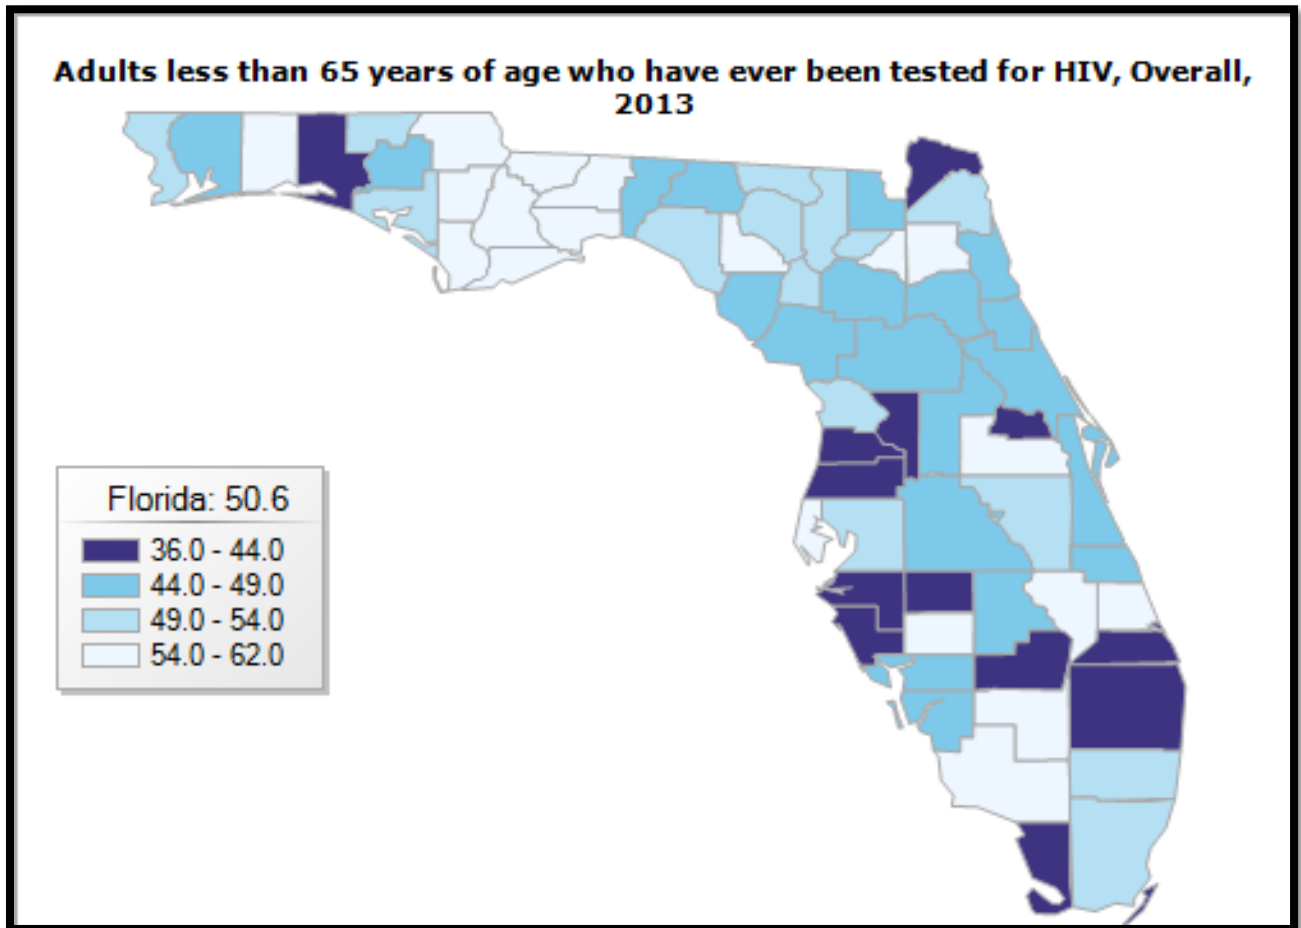 Adults less than 65 years of age who have ever been tested for HIV, Overall,
2013
Florida: 50.6
36.0 - 44.0
44.0 - 49.0
49.0 - 54.0
54.0 - 62.0